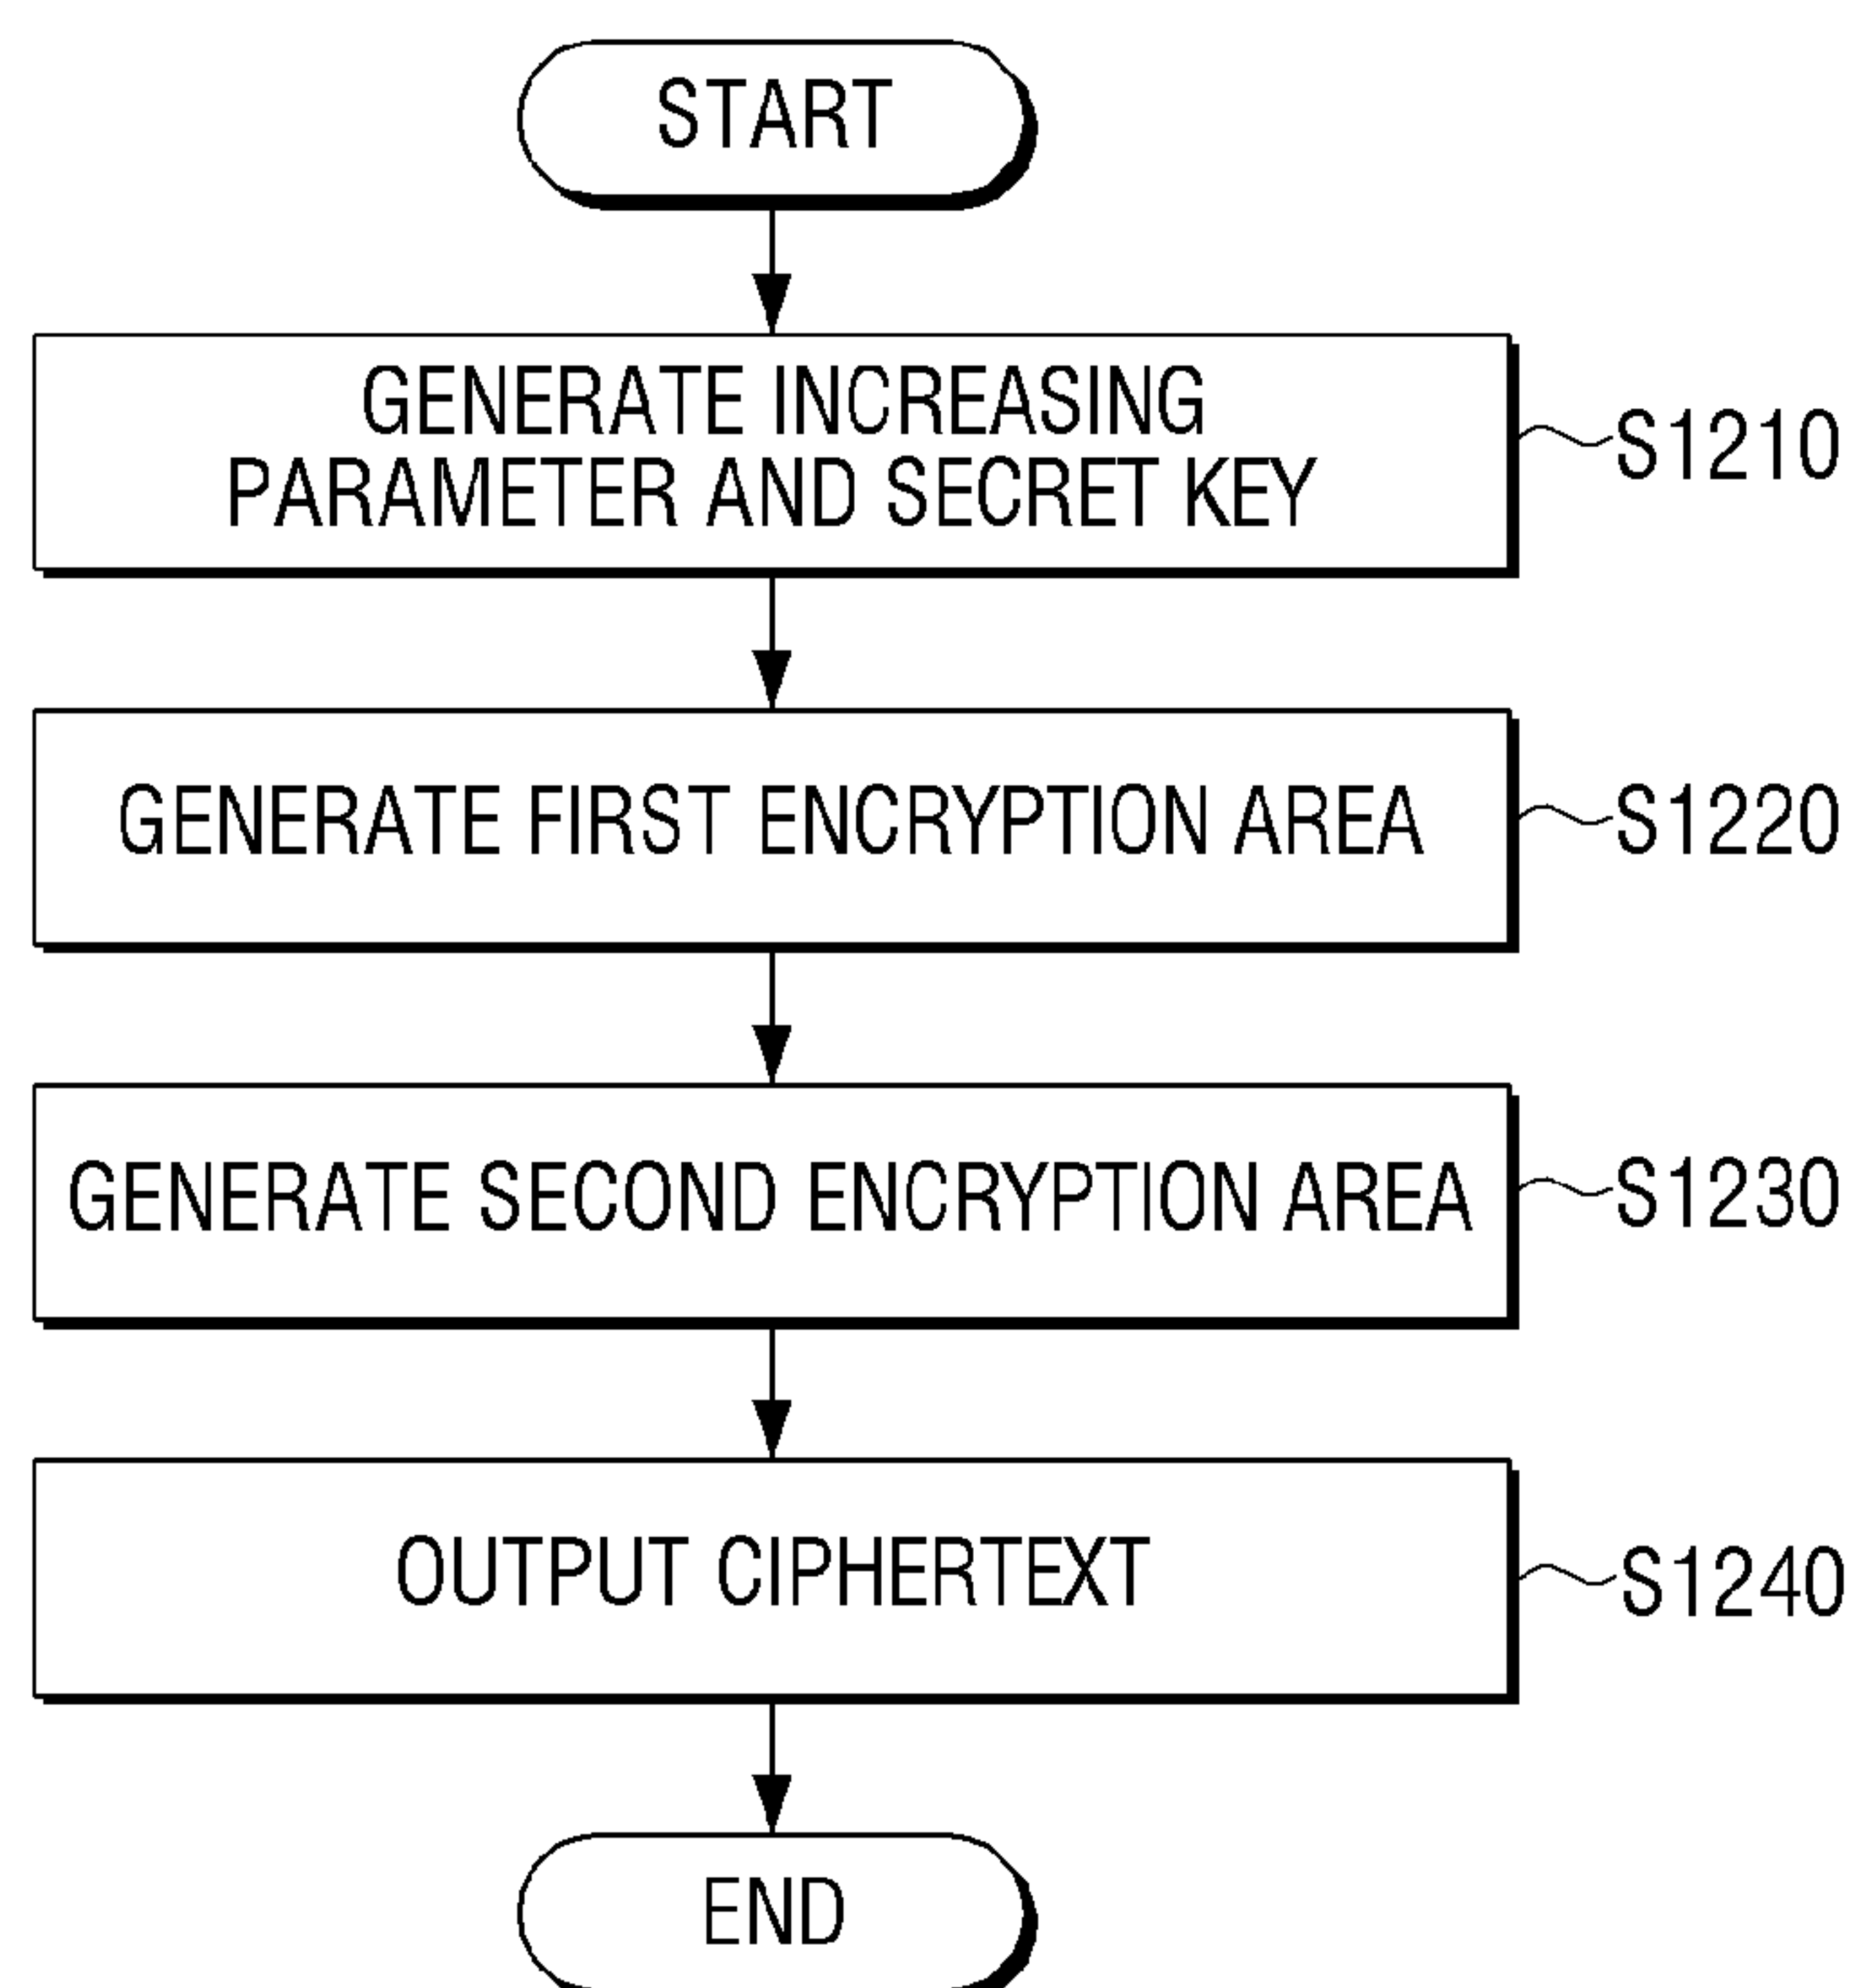 START
GENERATE INCREASING
PARAMETER AND SECRET KEY
S1210
GENERATE FIRST ENCRYPTION AREA
S1220
GENERATE SECOND ENCRYPTION AREA
S1230
OUTPUT CIPHERTEXT
S1240
END